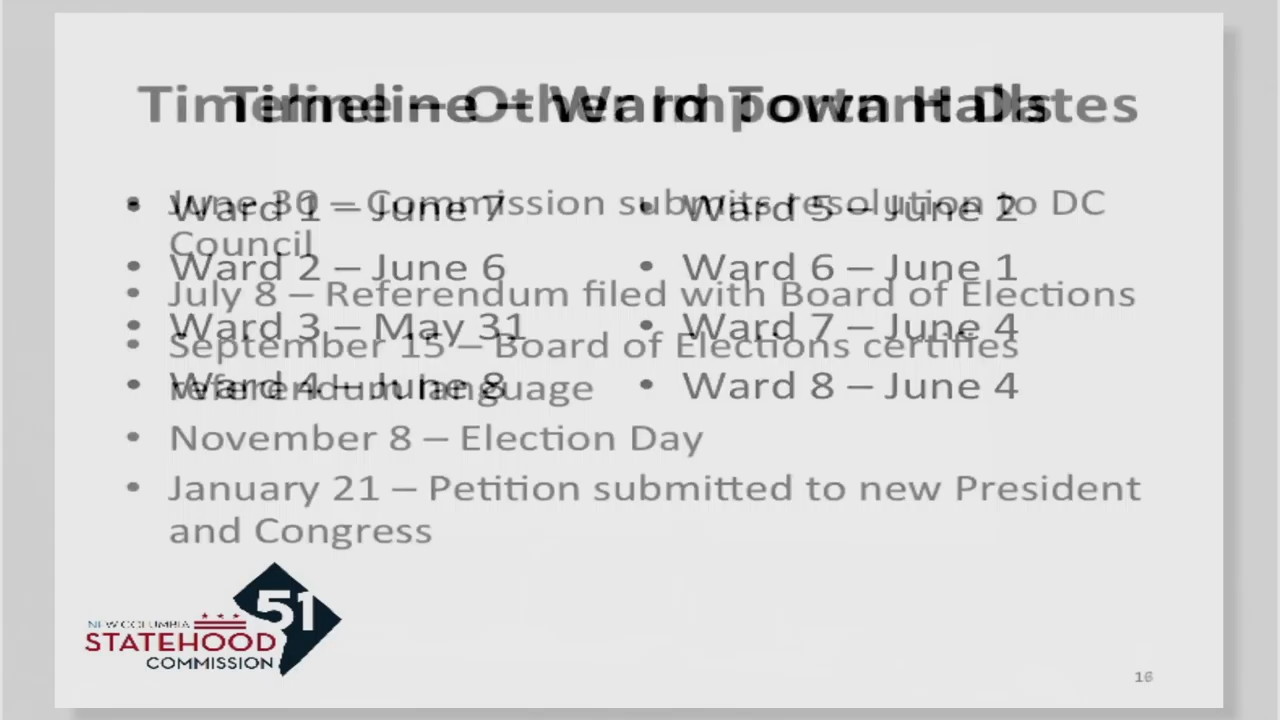 Timeline – Ward Town Halls
Timeline – Other Important Dates
• Ward 1 – June 7
• Ward 2 – June 6
• Ward 3 – May 31
• Ward 4 – June 8
• Ward 5 – June 2
• Ward 6 – June 1
• Ward 7 – June 4
• Ward 8 – June 4
• June 30 – Commission submits resolution to DC
Council
• July 8 – Referendum filed with Board of Elections
• September 15 – Board of Elections certifies
referendum language
• November 8 – Election Day
• January 21 – Petition submitted to new President
and Congress
51
NEW COLUMBIA
STATEHOOD
COMMISSION